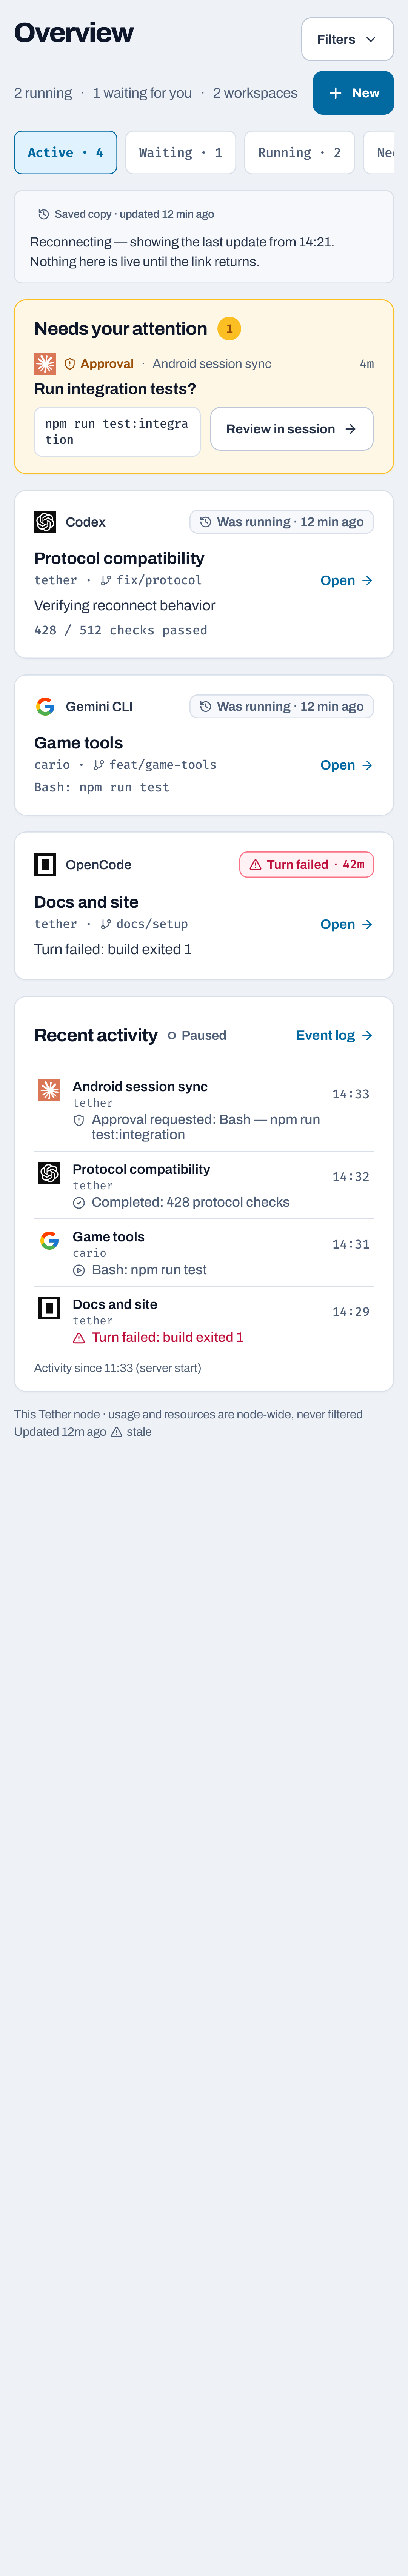 Overview
Filters
2 running · 1 waiting for you · 2 workspaces
New
Active · 4
Waiting · 1
Running · 2
Saved copy · updated 12 min ago
Reconnecting — showing the last update from 14:21.
Nothing here is live until the link returns.
Needs your attention 1
Approval · Android session sync 4m
Run integration tests?
npm run test:integra
tion
Review in session
Codex
Was running · 12 min ago
Protocol compatibility
tether · fix/protocol
Open
Verifying reconnect behavior
428 / 512 checks passed
Gemini CLI
Was running · 12 min ago
Game tools
cario · feat/game-tools
Open
Bash: npm run test
OpenCode
Turn failed · 42m
Docs and site
tether · docs/setup
Open
Turn failed: build exited 1
Recent activity
Paused
Event log
Android session sync
14:33
tether
Approval requested: Bash — npm run
test:integration
Protocol compatibility
14:32
tether
Completed: 428 protocol checks
Game tools
14:31
cario
Bash: npm run test
Docs and site
14:29
tether
Turn failed: build exited 1
Activity since 11:33 (server start)
This Tether node · usage and resources are node-wide, never filtered
Updated 12m ago stale